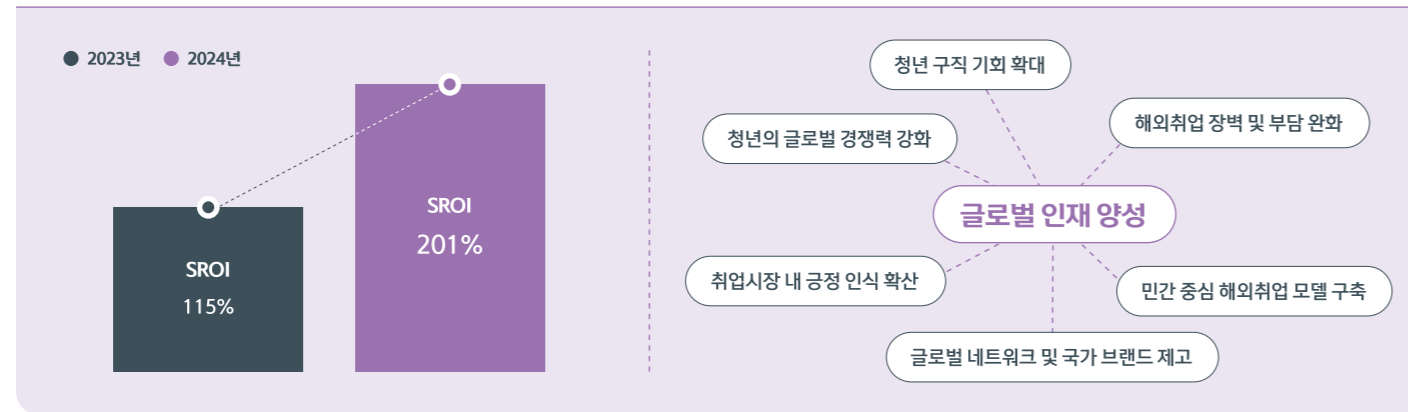 2023년 2024년
SROI
115%
SROI
201%
청년 구직 기회 확대
청년의 글로벌 경쟁력 강화
해외취업 장벽 및 부담 완화
글로벌 인재 양성
취업시장 내 긍정 인식 확산
민간 중심 해외취업 모델 구축
글로벌 네트워크 및 국가 브랜드 제고